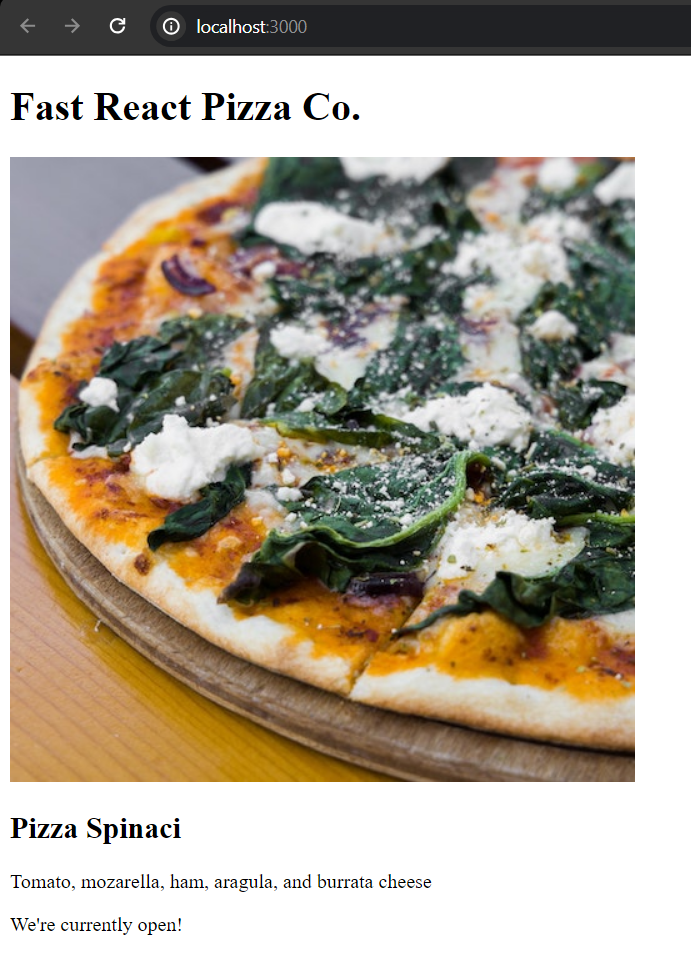 localhost:3000
Fast React Pizza Co.
Pizza Spinaci
Tomato, mozarella, ham, aragula, and burrata cheese
We're currently open!